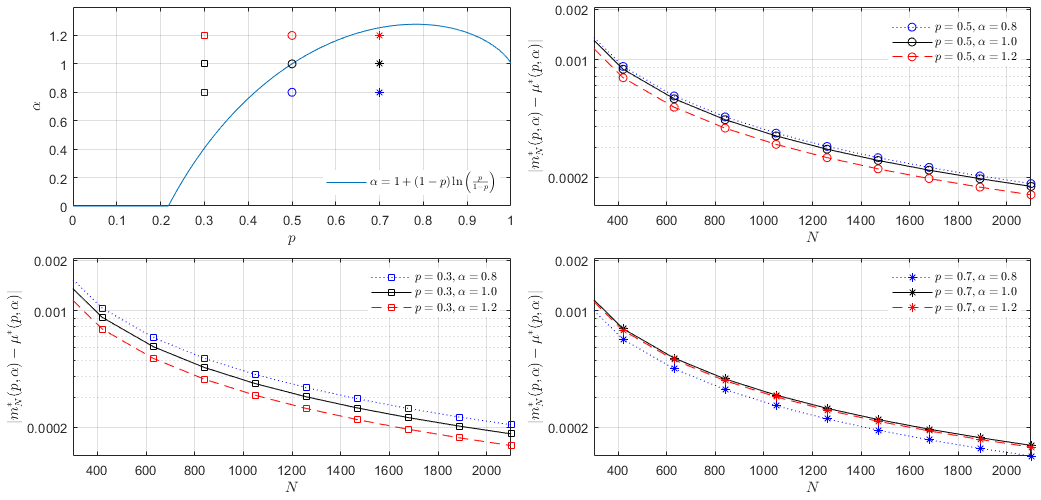 α
1.2
1
0.8
0.6
0.4
0.2
0
α = 1 + (1 − p) ln(p/(1−p))
0 0.1 0.2 0.3 0.4 0.5 0.6 0.7 0.8 0.9 1
p
|m*_N(p, α) − μ*(p, α)|
0.002
0.001
0.0002
p = 0.5, α = 0.8
p = 0.5, α = 1.0
p = 0.5, α = 1.2
400 600 800 1000 1200 1400 1600 1800 2000
N
|m*_N(p, α) − μ*(p, α)|
0.002
0.001
0.0002
p = 0.3, α = 0.8
p = 0.3, α = 1.0
p = 0.3, α = 1.2
400 600 800 1000 1200 1400 1600 1800 2000
N
|m*_N(p, α) − μ*(p, α)|
0.002
0.001
0.0002
p = 0.7, α = 0.8
p = 0.7, α = 1.0
p = 0.7, α = 1.2
400 600 800 1000 1200 1400 1600 1800 2000
N